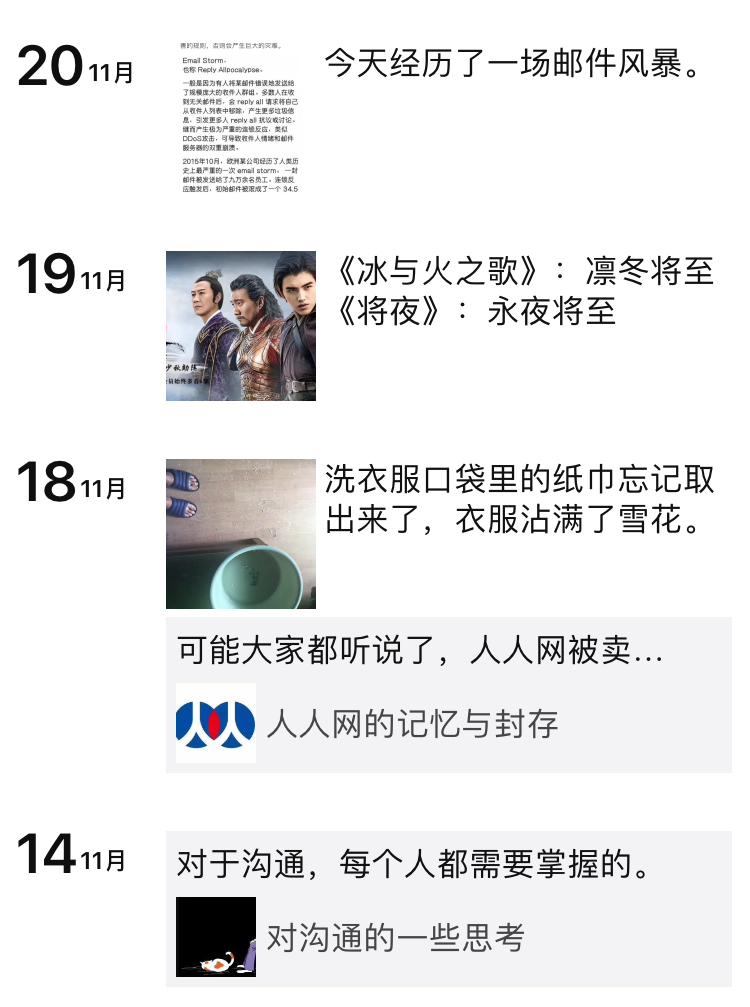 20 11月
善的规则，否则会产生巨大的灾难。
Email Storm。
也称 Reply Allpocalypse。
一般是因为有人将某邮件错误地发送给
了规模庞大的收件人群组，多数人在收
到无关邮件后，会 reply all 请求将自己
从收件人列表中移除，产生更多垃圾信
息，引发更多人 reply all 抗议或讨论，
继而产生极为严重的连锁反应，类似
DDoS攻击，可导致收件人情绪和邮件
服务器的双重崩溃。
2015年10月，欧洲某公司经历了人类历
史上最严重的一次 email storm，一封
邮件被发送给了九万余名员工，连锁反
应触发后，初始邮件被滚成了一个 34.5
今天经历了一场邮件风暴。
19 11月
少秋助阵
《冰与火之歌》：凛冬将至
《将夜》：永夜将至
18 11月
洗衣服口袋里的纸巾忘记取
出来了，衣服沾满了雪花。
可能大家都听说了，人人网被卖...
人人网的记忆与封存
14 11月
对于沟通，每个人都需要掌握的。
对沟通的一些思考